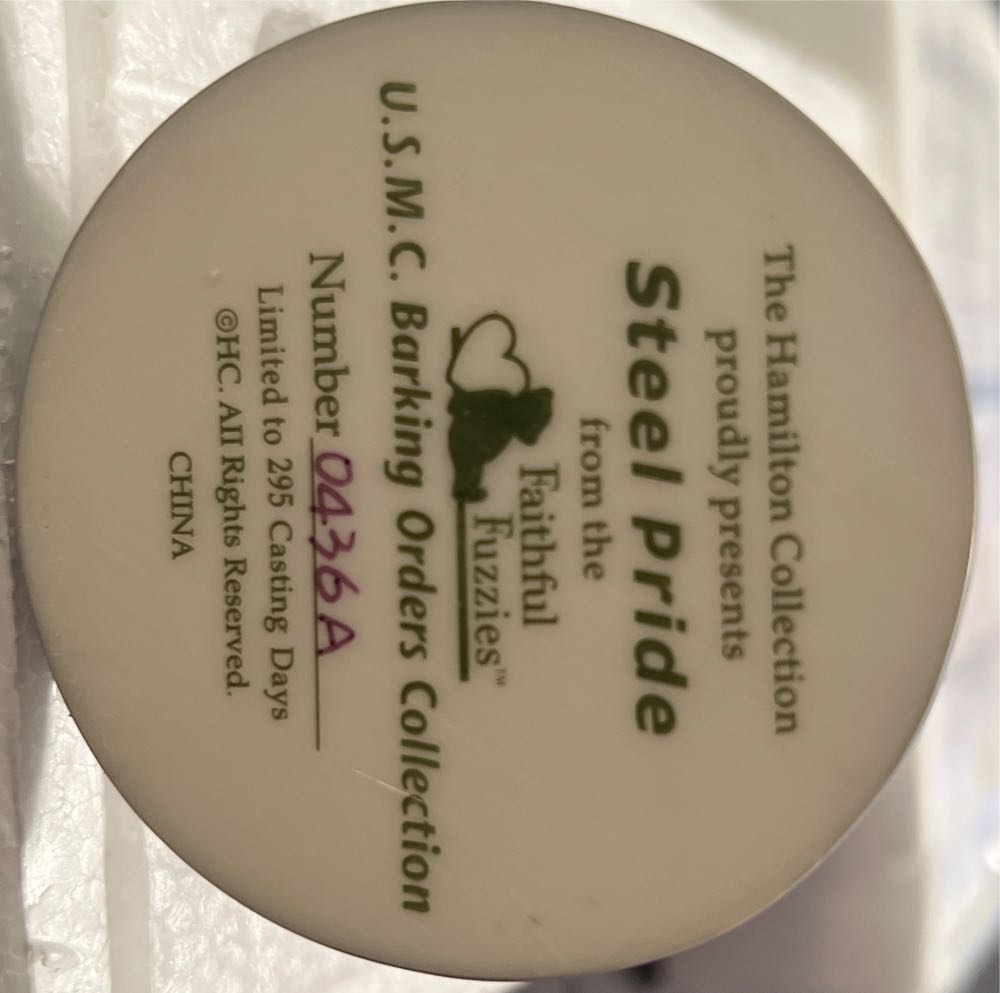 The Hamilton Collection
proudly presents
Steel Pride
from the
Faithful
Fuzzies™
U.S.M.C. Barking Orders Collection
Number 0436A
Limited to 295 Casting Days
©HC. All Rights Reserved.
CHINA